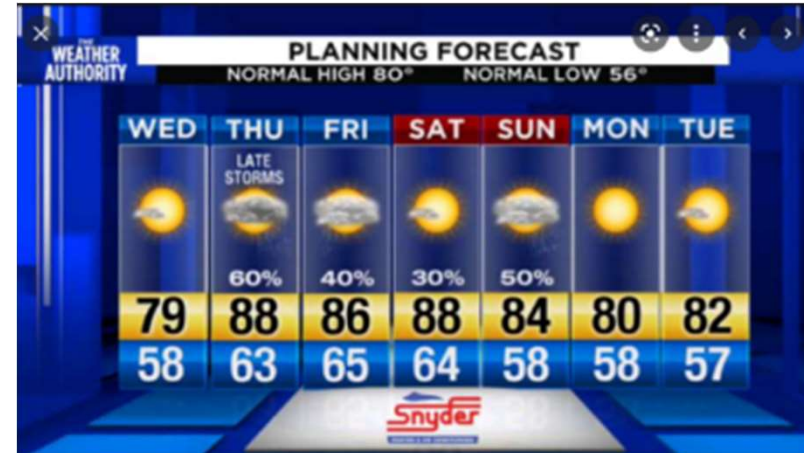 THE
WEATHER
AUTHORITY
PLANNING FORECAST
NORMAL HIGH 80° NORMAL LOW 56°
WED THU FRI SAT SUN MON TUE
LATE
STORMS
60% 40% 30% 50%
79 88 86 88 84 80 82
58 63 65 64 58 58 57
Snyder